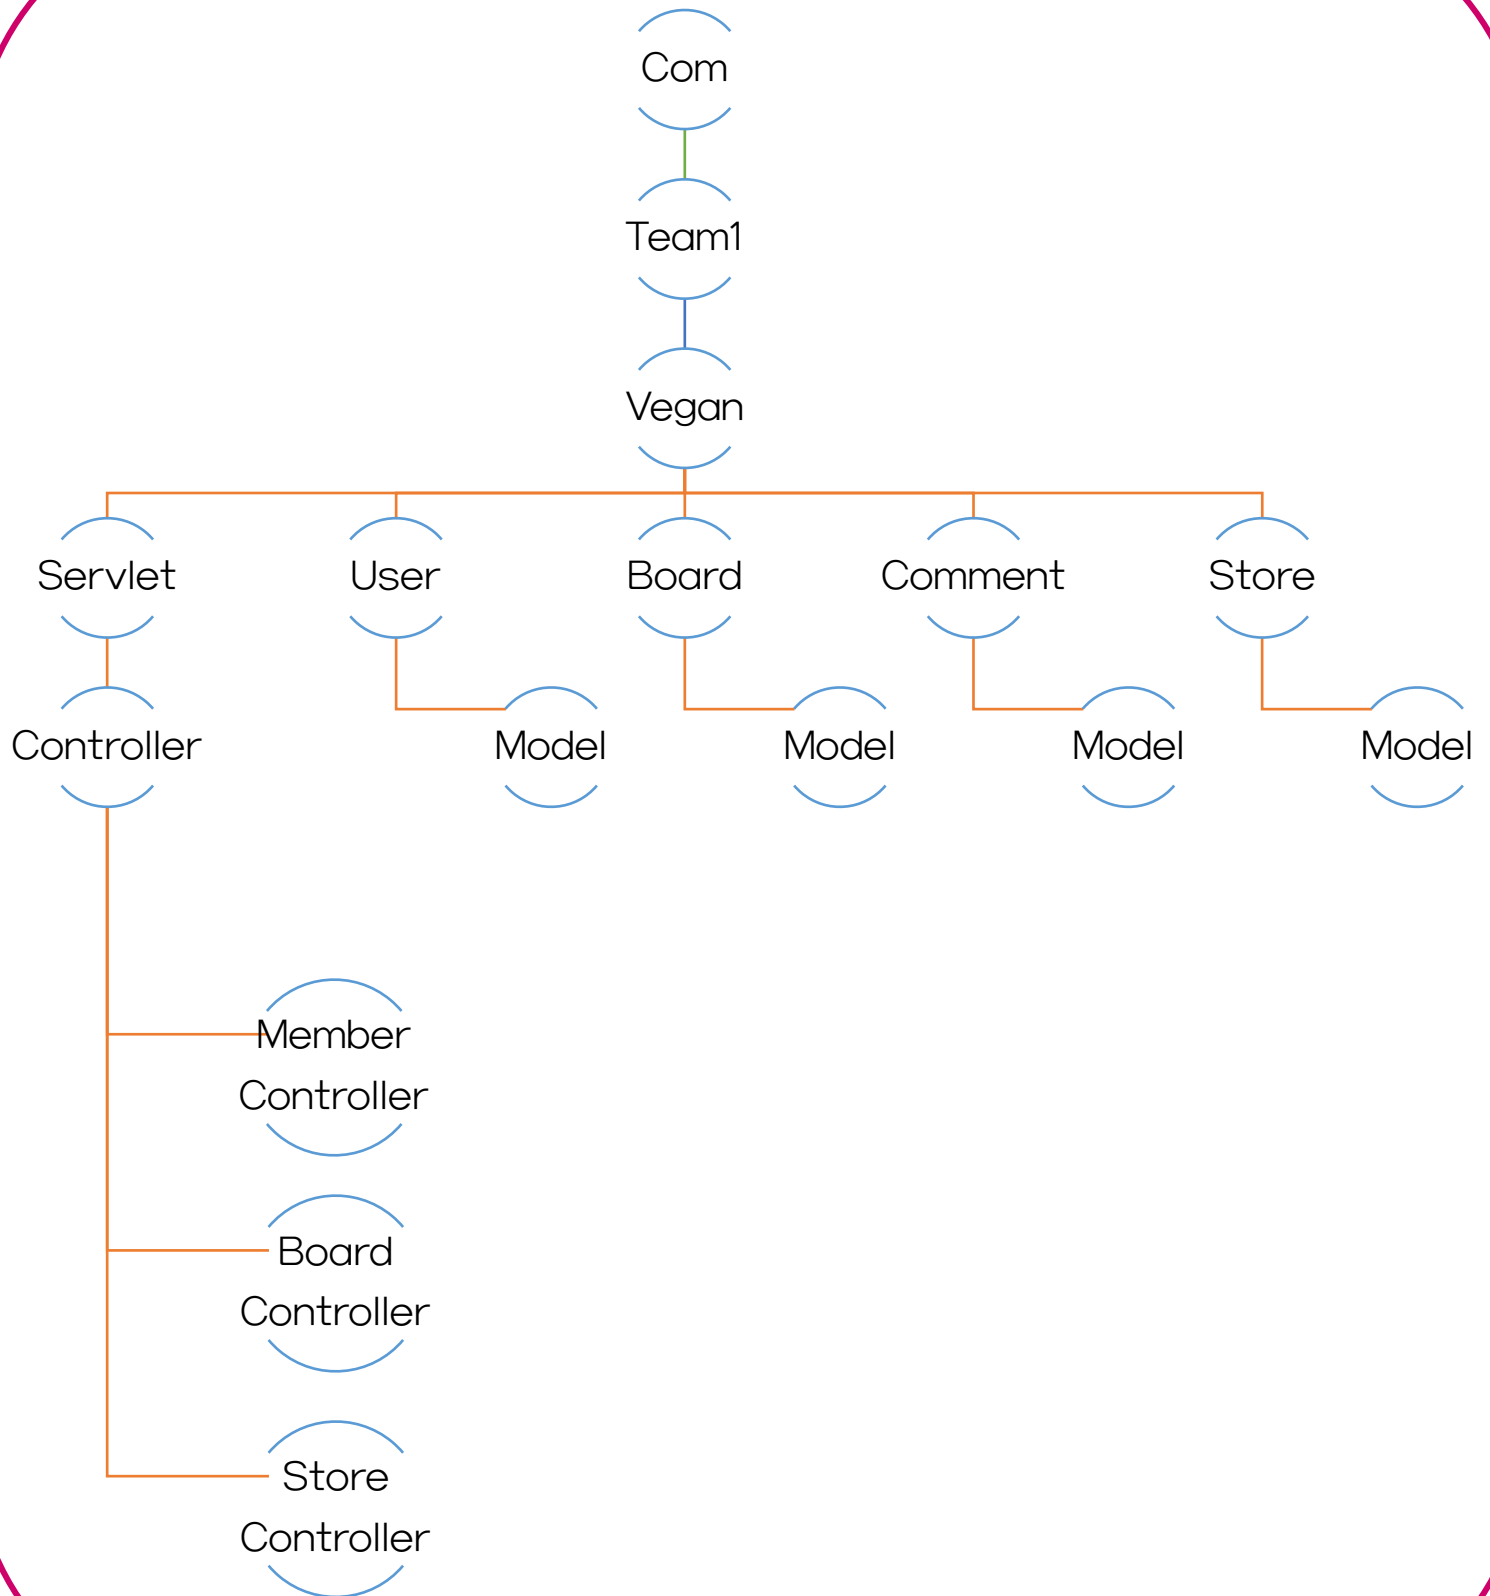 Com
Team1
Vegan
Servlet
User
Board
Comment
Store
Controller
Model
Model
Model
Model
Member
Controller
Board
Controller
Store
Controller